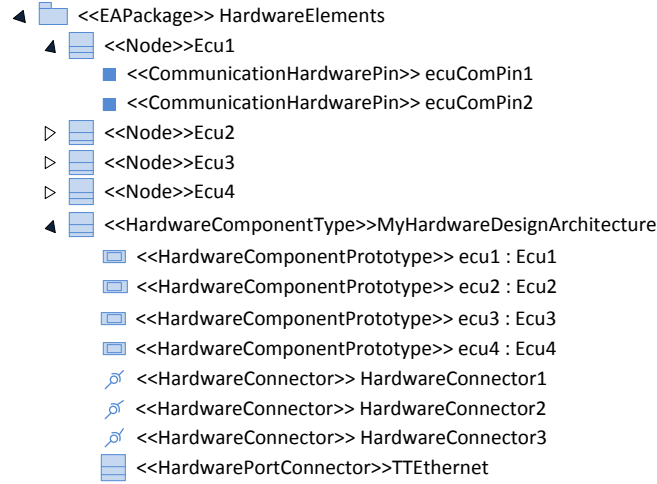 <<EAPackage>> HardwareElements
<<Node>>Ecu1
<<CommunicationHardwarePin>> ecuComPin1
<<CommunicationHardwarePin>> ecuComPin2
<<Node>>Ecu2
<<Node>>Ecu3
<<Node>>Ecu4
<<HardwareComponentType>>MyHardwareDesignArchitecture
<<HardwareComponentPrototype>> ecu1 : Ecu1
<<HardwareComponentPrototype>> ecu2 : Ecu2
<<HardwareComponentPrototype>> ecu3 : Ecu3
<<HardwareComponentPrototype>> ecu4 : Ecu4
<<HardwareConnector>> HardwareConnector1
<<HardwareConnector>> HardwareConnector2
<<HardwareConnector>> HardwareConnector3
<<HardwarePortConnector>>TTEthernet